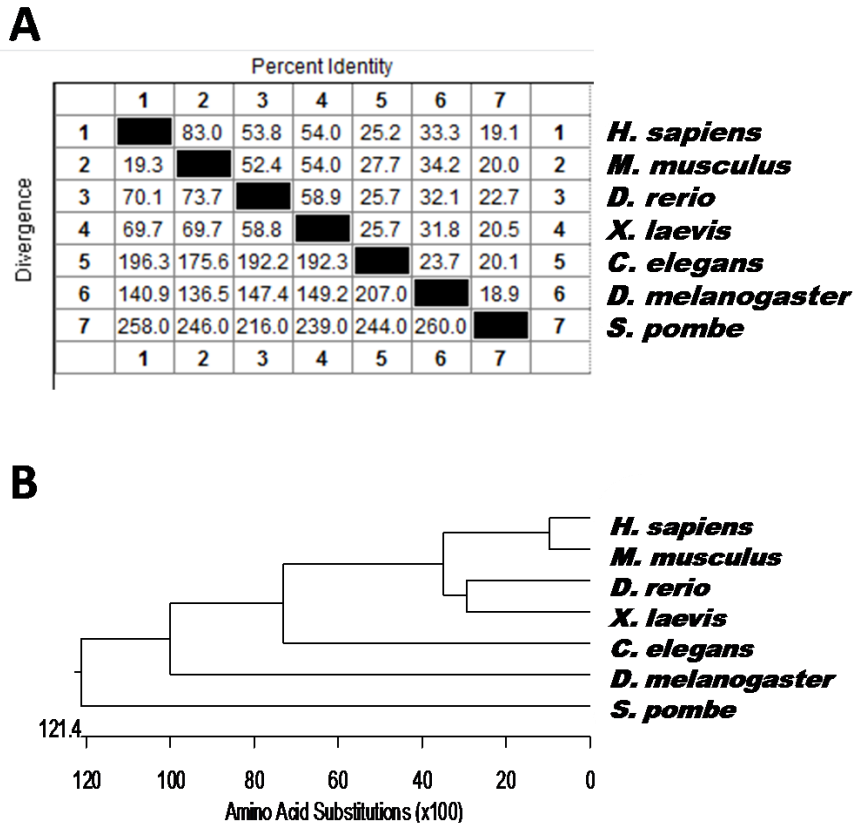 A
Percent Identity
1 2 3 4 5 6 7
1 83.0 53.8 54.0 25.2 33.3 19.1 1 H. sapiens
2 19.3 52.4 54.0 27.7 34.2 20.0 2 M. musculus
3 70.1 73.7 58.9 25.7 32.1 22.7 3 D. rerio
4 69.7 69.7 58.8 25.7 31.8 20.5 4 X. laevis
5 196.3 175.6 192.2 192.3 23.7 20.1 5 C. elegans
6 140.9 136.5 147.4 149.2 207.0 18.9 6 D. melanogaster
7 258.0 246.0 216.0 239.0 244.0 260.0 7 S. pombe
1 2 3 4 5 6 7
Divergence
B
H. sapiens
M. musculus
D. rerio
X. laevis
C. elegans
D. melanogaster
S. pombe
121.4
120 100 80 60 40 20 0
Amino Acid Substitutions (x100)